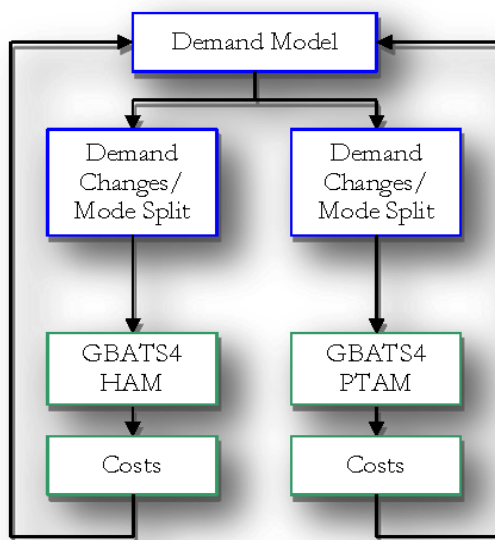 Demand Model
Demand
Changes/
Mode Split
Demand
Changes/
Mode Split
GBATS4
HAM
GBATS4
PTAM
Costs
Costs